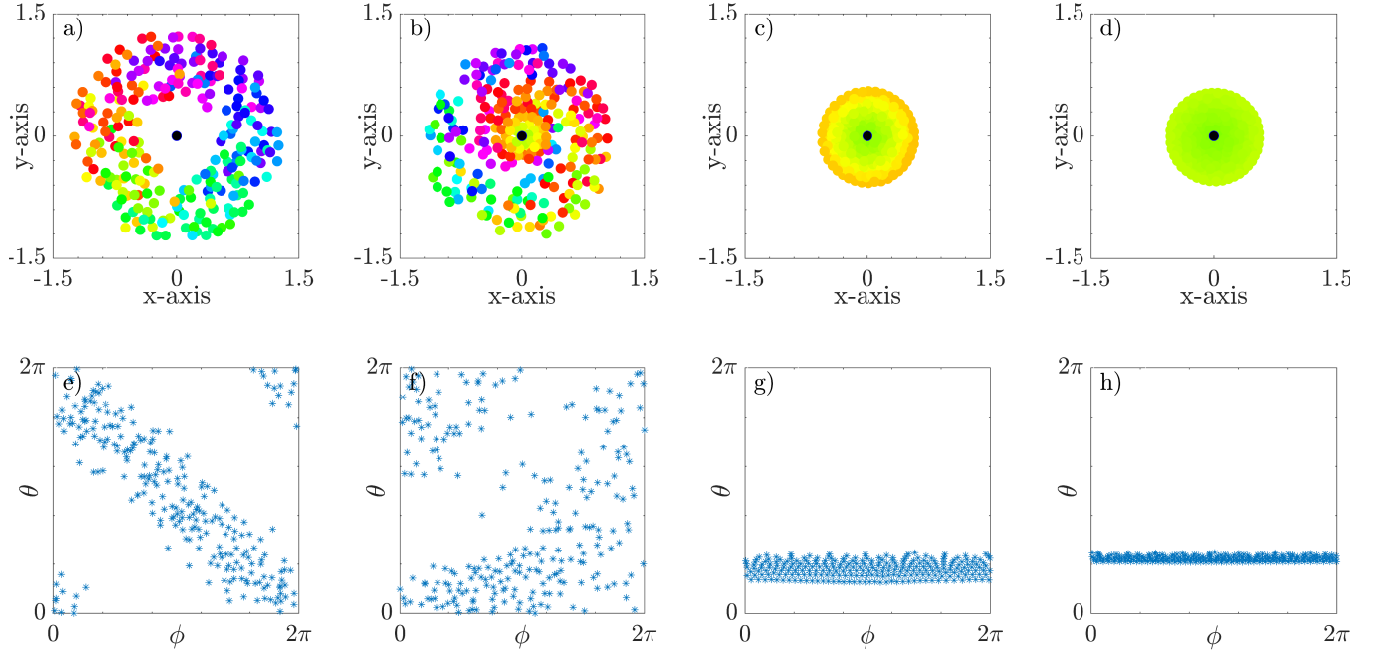 1.5 a) 1.5 b) 1.5 c) 1.5 d)
y-axis y-axis y-axis y-axis
0 0 0 0
-1.5 -1.5 -1.5 -1.5
-1.5 0 1.5 -1.5 0 1.5 -1.5 0 1.5 -1.5 0 1.5
x-axis x-axis x-axis x-axis
2π e) 2π f) 2π g) 2π h)
θ θ θ θ
0 0 0 0
0 ϕ 2π 0 ϕ 2π 0 ϕ 2π 0 ϕ 2π